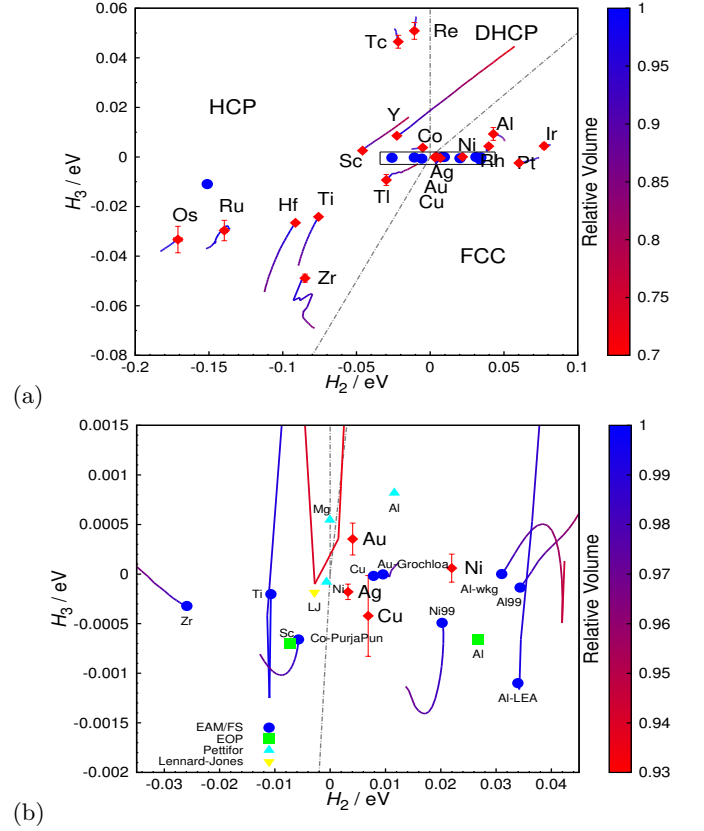 0.06
0.04
0.02
0
-0.02
-0.04
-0.06
-0.08
H3 / eV
-0.2
-0.15
-0.1
-0.05
0
0.05
0.1
H2 / eV
HCP
DHCP
FCC
Tc
Re
Y
Sc
Co
Al
Ni
Ir
Rh
Pt
Ag
Au
Cu
Tl
Hf
Ti
Os
Ru
Zr
1
0.95
0.9
0.85
0.8
0.75
0.7
Relative Volume
(a)
0.0015
0.001
0.0005
0
-0.0005
-0.001
-0.0015
-0.002
H3 / eV
-0.03
-0.02
-0.01
0
0.01
0.02
0.03
0.04
H2 / eV
Mg
Al
Au
Cu
Au-Grochloa
Ni
Ni
Al-wkg
Al99
Ti
LJ
Ag
Zr
Sc
Co-PurjaPun
Cu
Ni99
Al
Al-LEA
EAM/FS
EOP
Pettifor
Lennard-Jones
1
0.99
0.98
0.97
0.96
0.95
0.94
0.93
Relative Volume
(b)